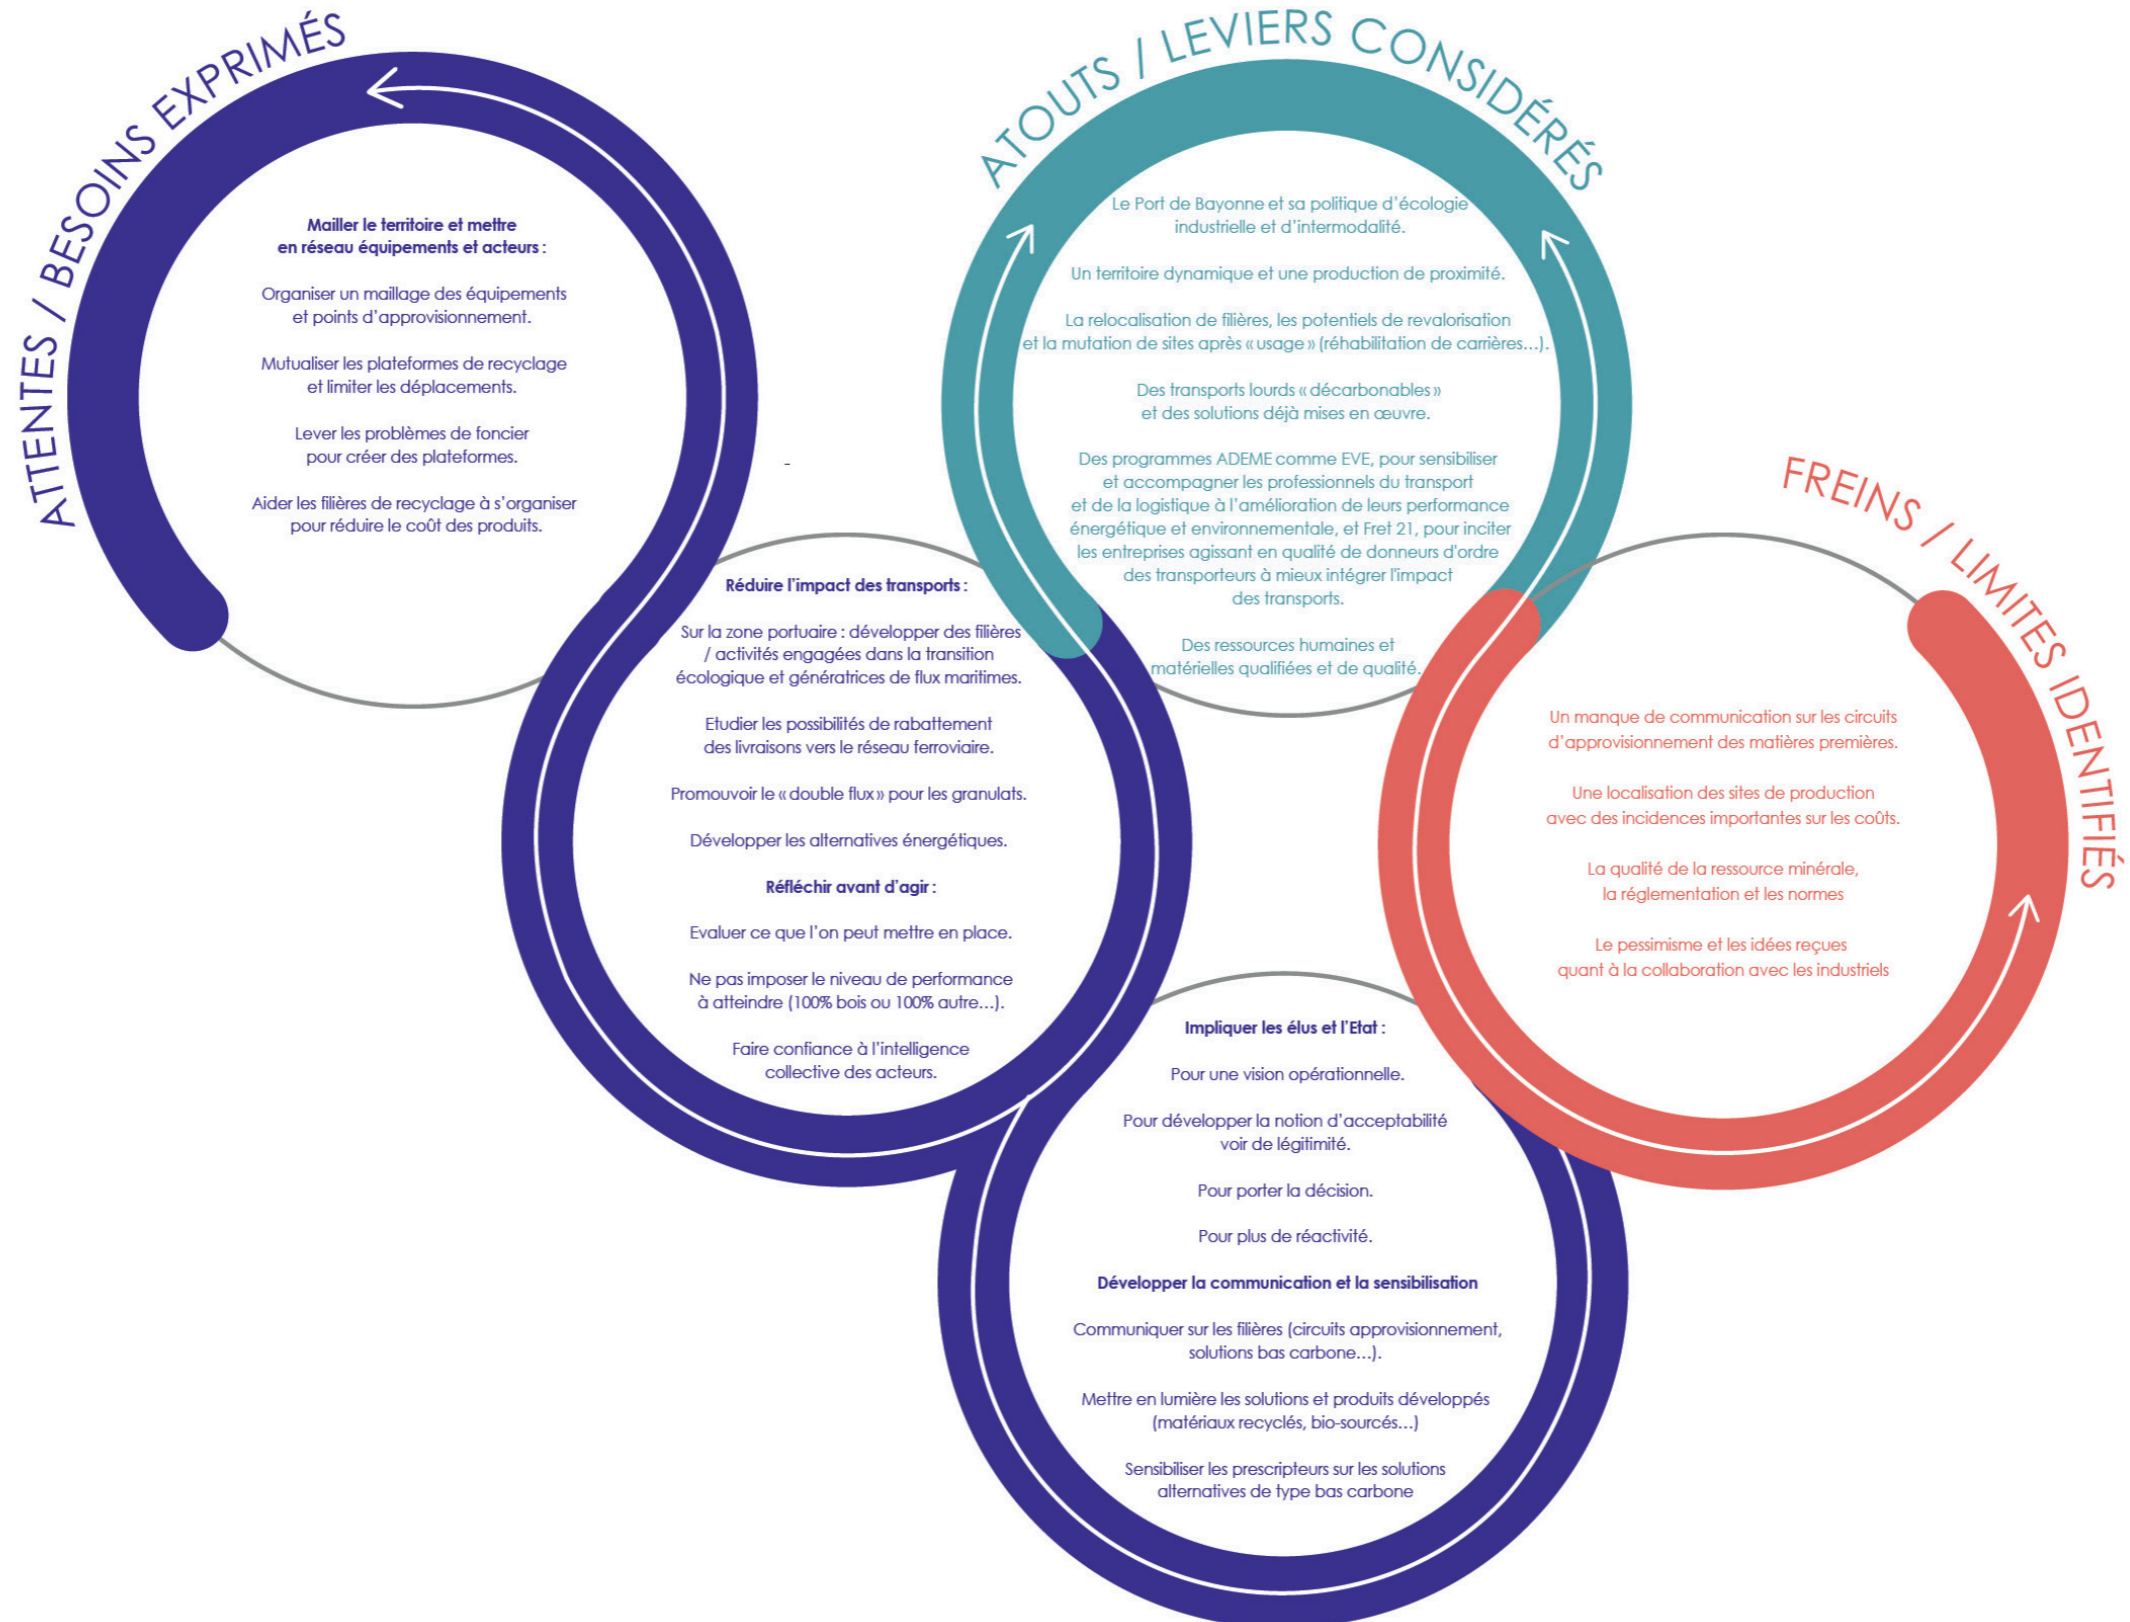 ATTENTES / BESOINS EXPRIMÉS
Mailler le territoire et mettre
en réseau équipements et acteurs :
Organiser un maillage des équipements
et points d'approvisionnement.
Mutualiser les plateformes de recyclage
et limiter les déplacements.
Lever les problèmes de foncier
pour créer des plateformes.
Aider les filières de recyclage à s'organiser
pour réduire le coût des produits.
Réduire l'impact des transports :
Sur la zone portuaire : développer des filières
/ activités engagées dans la transition
écologique et génératrices de flux maritimes.
Etudier les possibilités de rabattement
des livraisons vers le réseau ferroviaire.
Promouvoir le « double flux » pour les granulats.
Développer les alternatives énergétiques.
Réfléchir avant d'agir :
Evaluer ce que l'on peut mettre en place.
Ne pas imposer le niveau de performance
à atteindre (100% bois ou 100% autre...).
Faire confiance à l'intelligence
collective des acteurs.
Impliquer les élus et l'Etat :
Pour une vision opérationnelle.
Pour développer la notion d'acceptabilité
voir de légitimité.
Pour porter la décision.
Pour plus de réactivité.
Développer la communication et la sensibilisation
Communiquer sur les filières (circuits approvisionnement,
solutions bas carbone...).
Mettre en lumière les solutions et produits développés
(matériaux recyclés, bio-sourcés...)
Sensibiliser les prescripteurs sur les solutions
alternatives de type bas carbone
ATOUTS / LEVIERS CONSIDÉRÉS
Le Port de Bayonne et sa politique d'écologie
industrielle et d'intermodalité.
Un territoire dynamique et une production de proximité.
La relocalisation de filières, les potentiels de revalorisation
et la mutation de sites après « usage » (réhabilitation de carrières...).
Des transports lourds « décarbonables »
et des solutions déjà mises en œuvre.
Des programmes ADEME comme EVE, pour sensibiliser
et accompagner les professionnels du transport
et de la logistique à l'amélioration de leurs performance
énergétique et environnementale, et Fret 21, pour inciter
les entreprises agissant en qualité de donneurs d'ordre
des transporteurs à mieux intégrer l'impact
des transports.
Des ressources humaines et
matérielles qualifiées et de qualité.
FREINS / LIMITES IDENTIFIÉS
Un manque de communication sur les circuits
d'approvisionnement des matières premières.
Une localisation des sites de production
avec des incidences importantes sur les coûts.
La qualité de la ressource minérale,
la réglementation et les normes
Le pessimisme et les idées reçues
quant à la collaboration avec les industriels